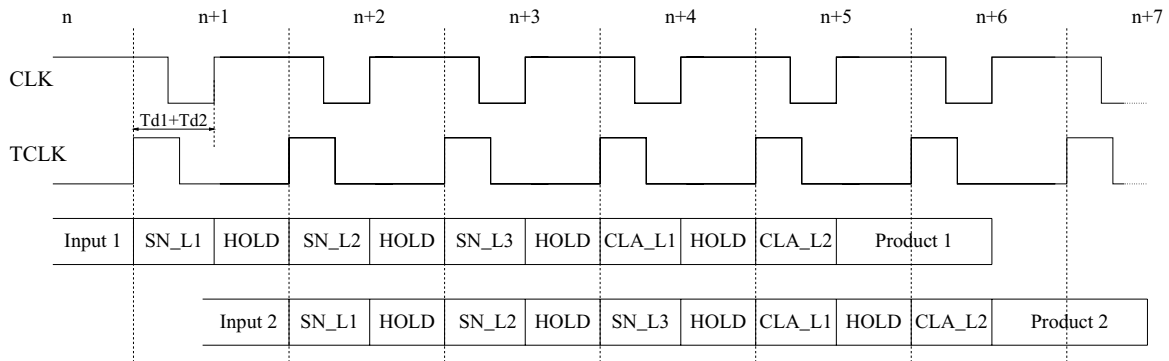 n n+1 n+2 n+3 n+4 n+5 n+6 n+7
CLK
Td1+Td2
TCLK
Input 1 SN_L1 HOLD SN_L2 HOLD SN_L3 HOLD CLA_L1 HOLD CLA_L2 Product 1
Input 2 SN_L1 HOLD SN_L2 HOLD SN_L3 HOLD CLA_L1 HOLD CLA_L2 Product 2